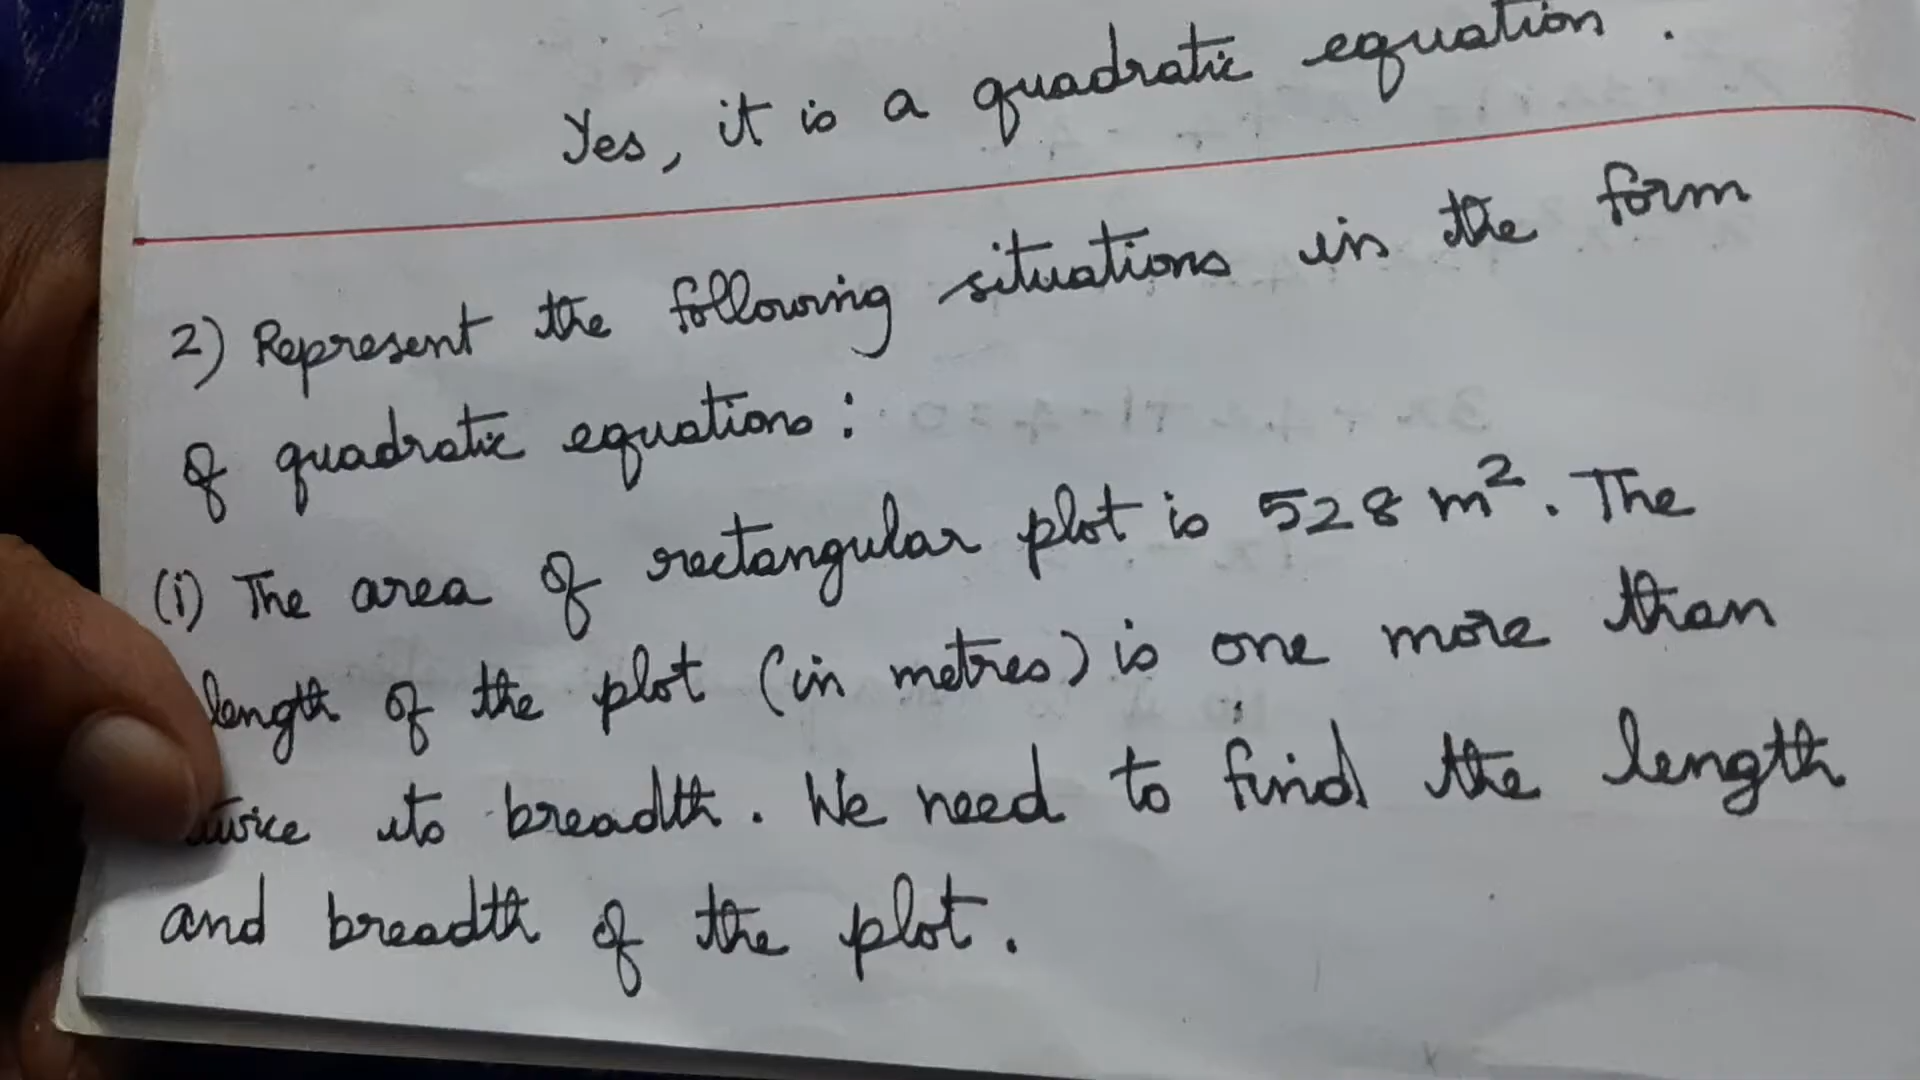 Yes, it is a quadratic equation.
2) Represent the following situations in the form
of quadratic equations:
(i) The area of rectangular plot is 528 m². The
length of the plot (in metres) is one more than
twice its breadth. We need to find the length
and breadth of the plot.